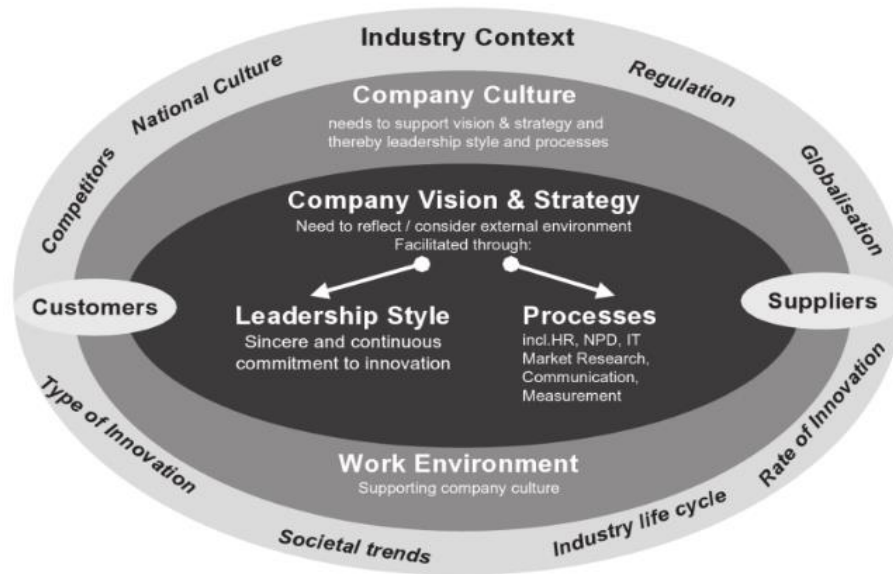 Industry Context
National Culture
Regulation
Company Culture
needs to support vision & strategy and
thereby leadership style and processes
Competitors
Globalisation
Company Vision & Strategy
Need to reflect / consider external environment
Facilitated through:
Customers
Suppliers
Leadership Style
Sincere and continuous
commitment to innovation
Processes
incl.HR, NPD, IT
Market Research,
Communication,
Measurement
Type of Innovation
Rate of Innovation
Work Environment
Supporting company culture
Societal trends
Industry life cycle